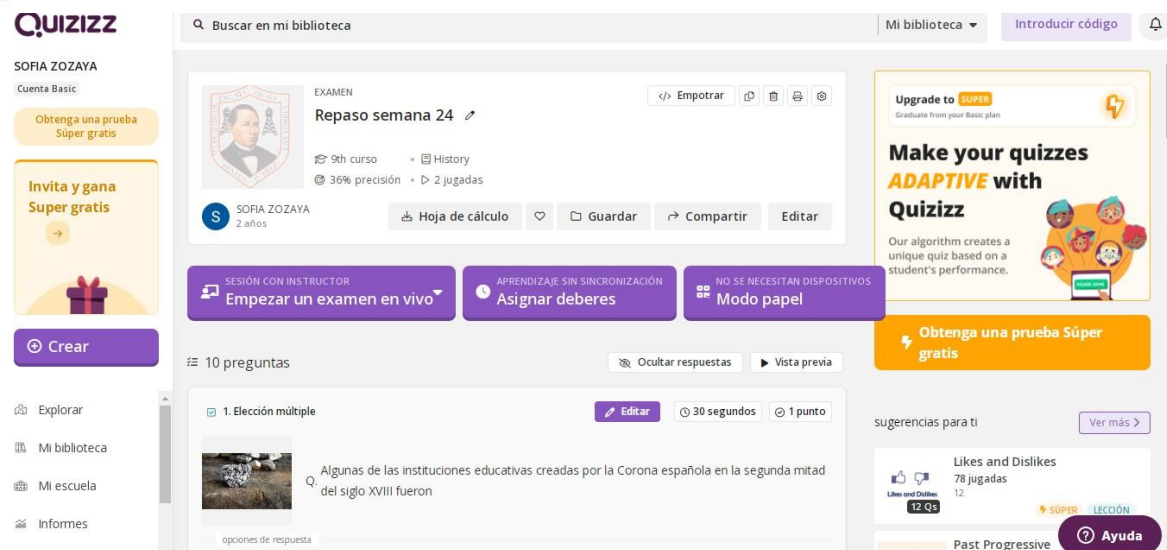 QUIZIZZ
Buscar en mi biblioteca
Mi biblioteca
Introducir código
SOFIA ZOZAYA
Cuenta Basic
Obtenga una prueba
Súper gratis
Invita y gana
Super gratis
Crear
Explorar
Mi biblioteca
Mi escuela
Informes
EXAMEN
Repaso semana 24
9th curso
History
36% precisión
2 jugadas
</> Empotrar
S
SOFIA ZOZAYA
2 años
Hoja de cálculo
Guardar
Compartir
Editar
SESIÓN CON INSTRUCTOR
Empezar un examen en vivo
APRENDIZAJE SIN SINCRONIZACIÓN
Asignar deberes
NO SE NECESITAN DISPOSITIVOS
Modo papel
10 preguntas
Ocultar respuestas
Vista previa
1. Elección múltiple
Editar
30 segundos
1 punto
Q.
Algunas de las instituciones educativas creadas por la Corona española en la segunda mitad
del siglo XVIII fueron
opciones de respuesta
Upgrade to SUPER
Graduate from your Basic plan
Make your quizzes
ADAPTIVE with
Quizizz
Our algorithm creates a
unique quiz based on a
student's performance.
Obtenga una prueba Súper
gratis
sugerencias para ti
Ver más
Likes and Dislikes
78 jugadas
12
Likes and Dislikes
12 Qs
SÚPER
LECCIÓN
Past Progressive
Ayuda